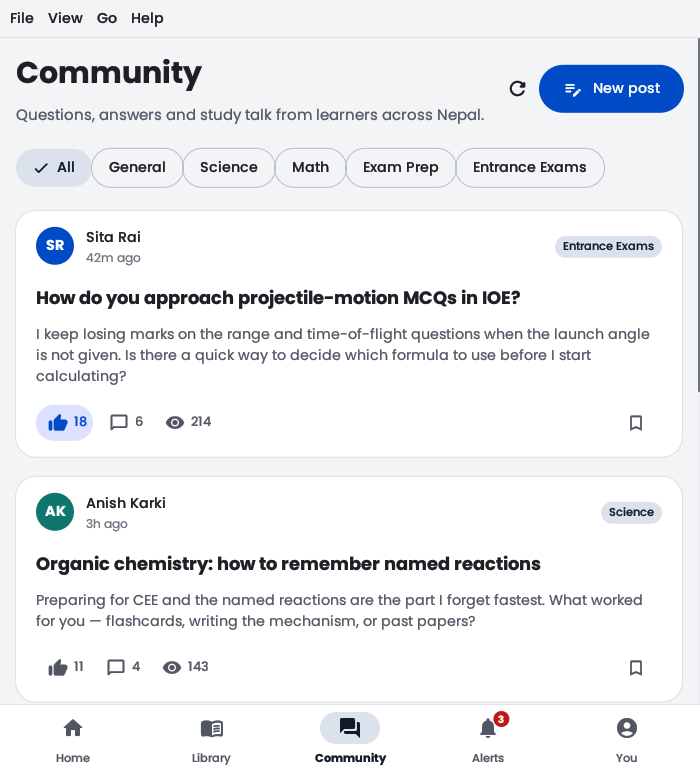 File View Go Help
Community
Questions, answers and study talk from learners across Nepal.
New post
All General Science Math Exam Prep Entrance Exams
SR Sita Rai
42m ago
Entrance Exams
How do you approach projectile-motion MCQs in IOE?
I keep losing marks on the range and time-of-flight questions when the launch angle
is not given. Is there a quick way to decide which formula to use before I start
calculating?
18 6 214
AK Anish Karki
3h ago
Science
Organic chemistry: how to remember named reactions
Preparing for CEE and the named reactions are the part I forget fastest. What worked
for you — flashcards, writing the mechanism, or past papers?
11 4 143
3
Home Library Community Alerts You